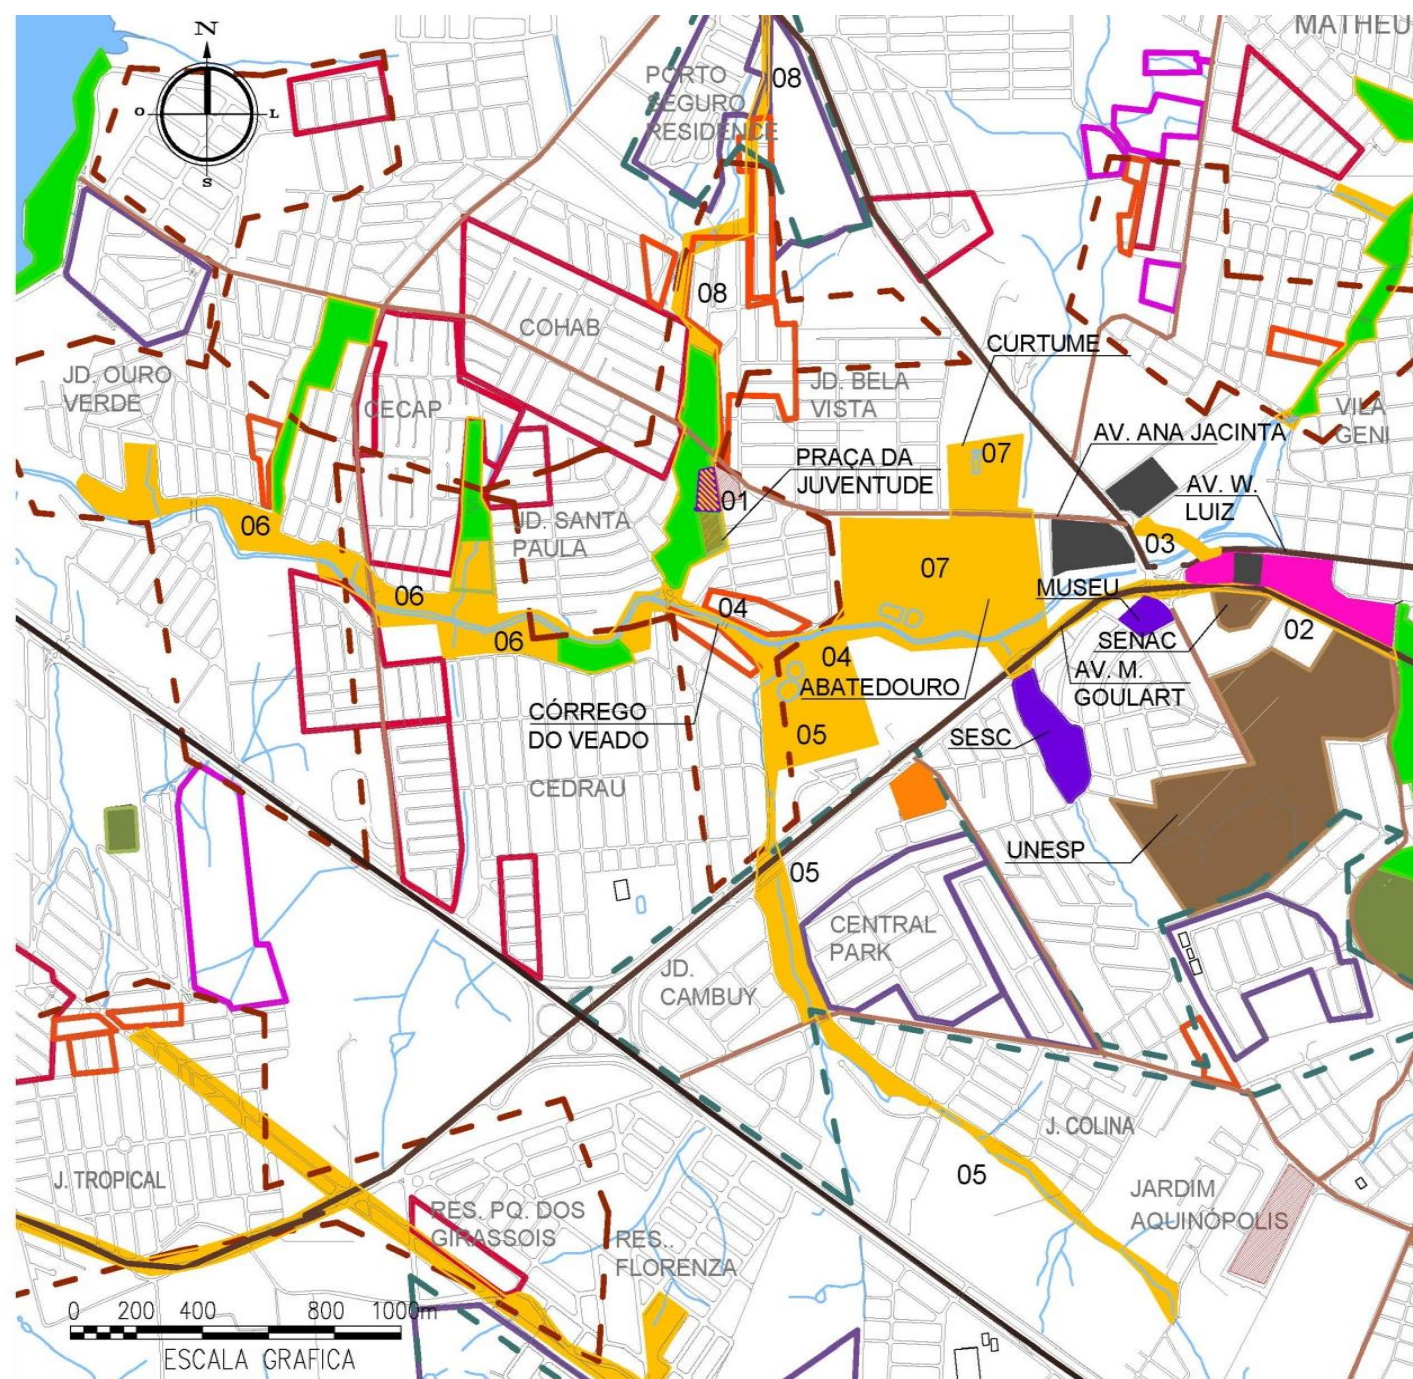 MATHEU
N
O
L
S
PORTO
SEGURO
RESIDENCE
08
08
COHAB
CURTUME
JD. OURO
VERDE
CECAP
JD. BELA
VISTA
VILA
GENI
AV. ANA JACINTA
PRAÇA DA
JUVENTUDE
07
01
AV. W.
LUIZ
JD. SANTA
PAULA
06
03
07
06
04
MUSEU
06
04
SENAC
02
ABATEDOURO
AV. M.
GOULART
CÓRREGO
DO VEADO
05
SESC
CEDRAU
UNESP
05
CENTRAL
PARK
JD.
CAMBUY
J. COLINA
05
J. TROPICAL
JARDIM
AQUINÓPOLIS
RES. PQ. DOS
GIRASSOIS
RES..
FLORENZA
0 200 400 800 1000m
ESCALA GRAFICA